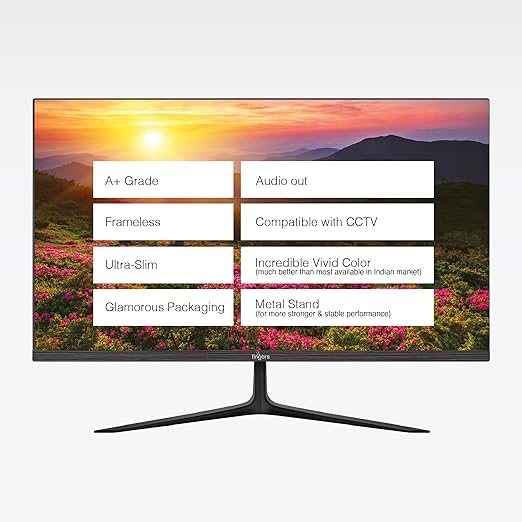 A+ Grade
Audio out
Frameless
Compatible with CCTV
Ultra-Slim
Incredible Vivid Color
(much better than most available in Indian market)
Glamorous Packaging
Metal Stand
(for more stronger & stable performance)
fingers